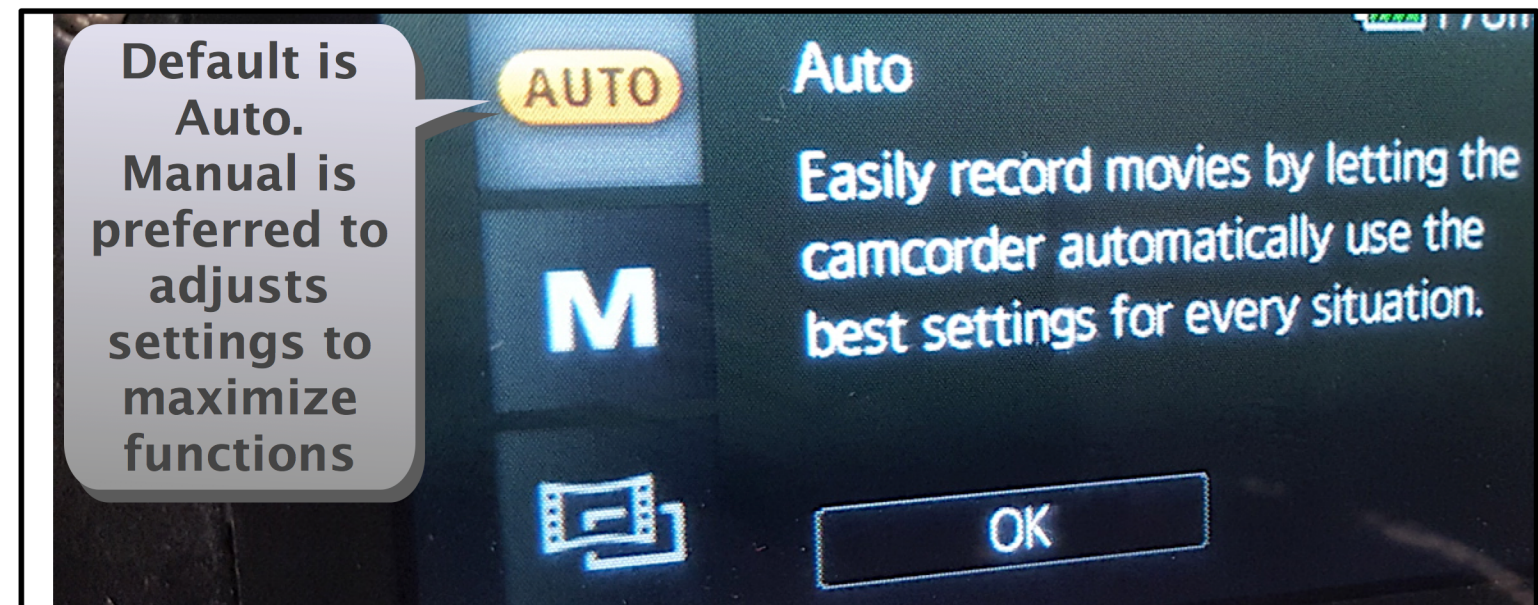 Default is
Auto.
Manual is
preferred to
adjusts
settings to
maximize
functions
AUTO
Auto
Easily record movies by letting the
camcorder automatically use the
best settings for every situation.
M
OK